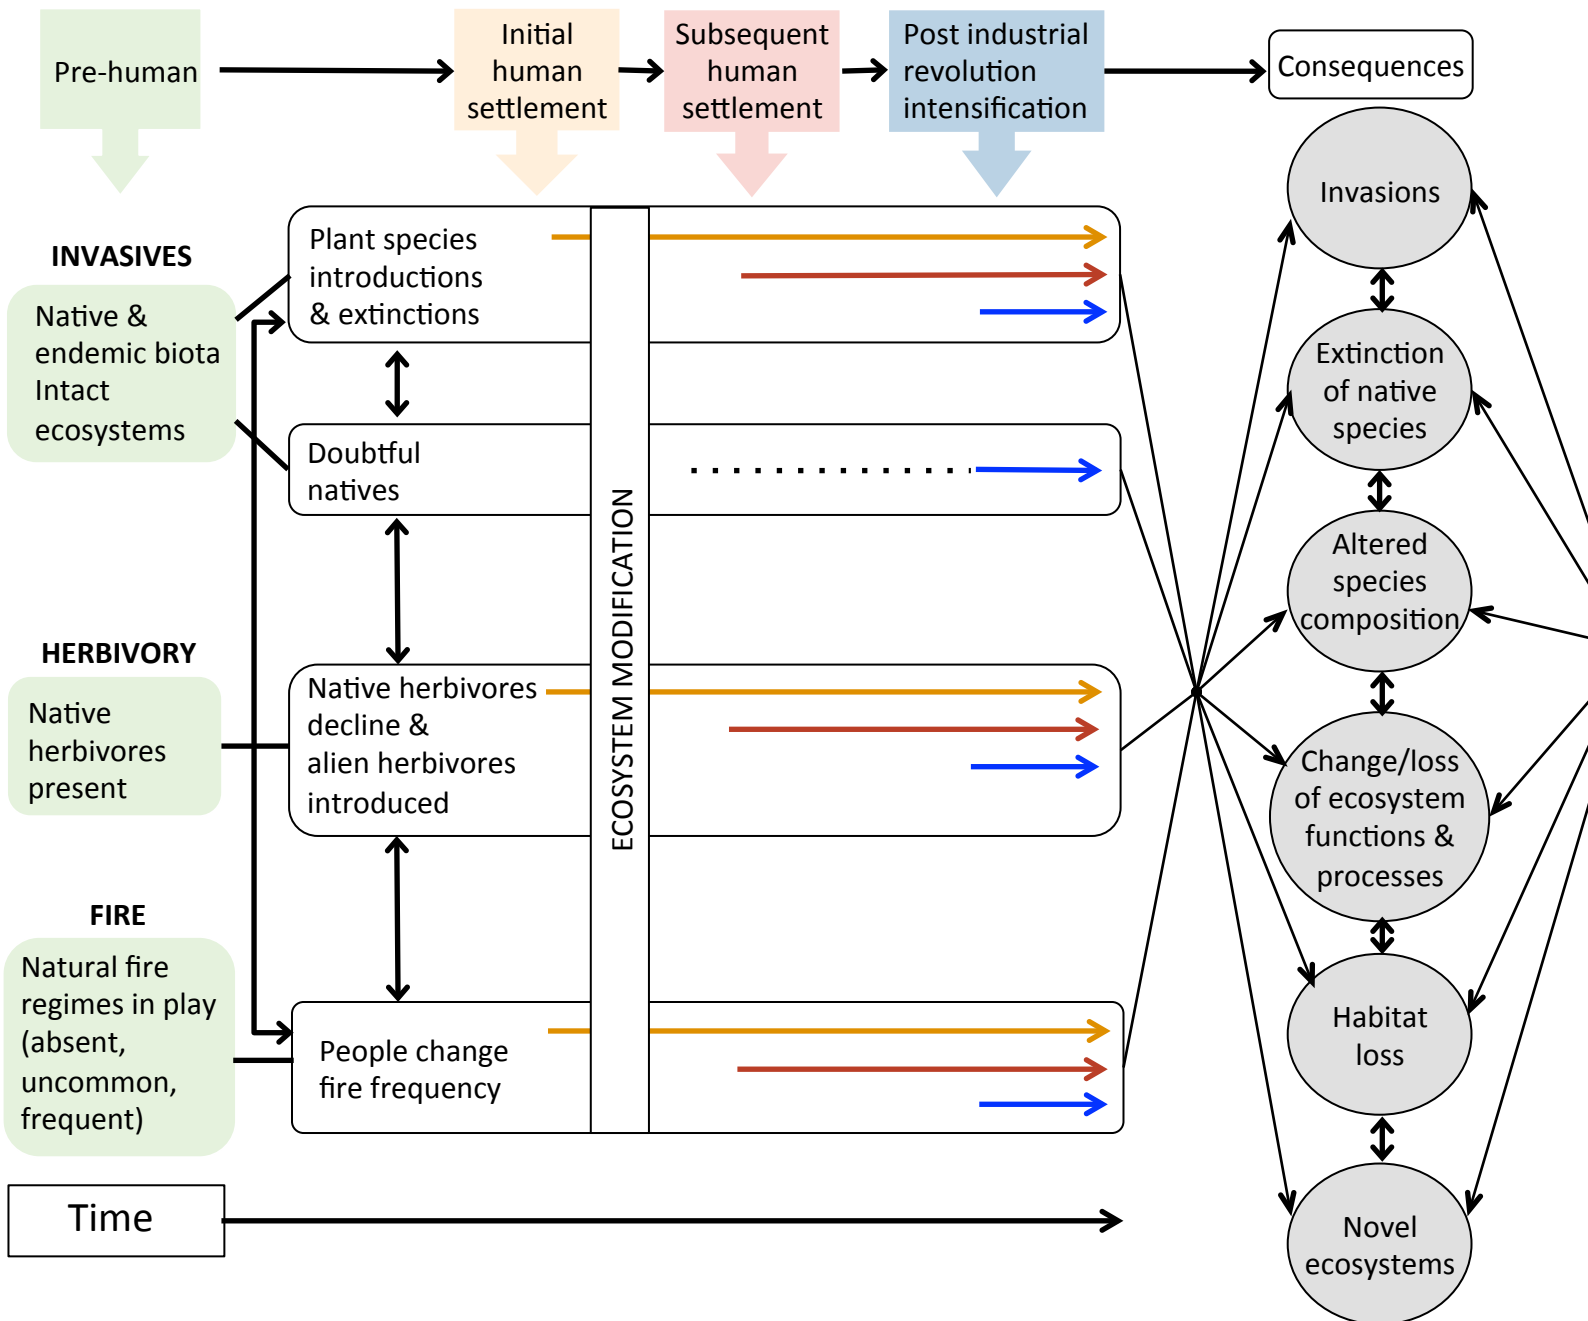 Pre-human
Initial
human
settlement
Subsequent
human
settlement
Post industrial
revolution
intensification
Consequences
INVASIVES
Native &
endemic biota
Intact
ecosystems
HERBIVORY
Native
herbivores
present
FIRE
Natural fire
regimes in play
(absent,
uncommon,
frequent)
Plant species
introductions
& extinctions
Doubtful
natives
Native herbivores
decline &
alien herbivores
introduced
People change
fire frequency
ECOSYSTEM MODIFICATION
Invasions
Extinction
of native
species
Altered
species
composition
Change/loss
of ecosystem
functions &
processes
Habitat
loss
Novel
ecosystems
Time